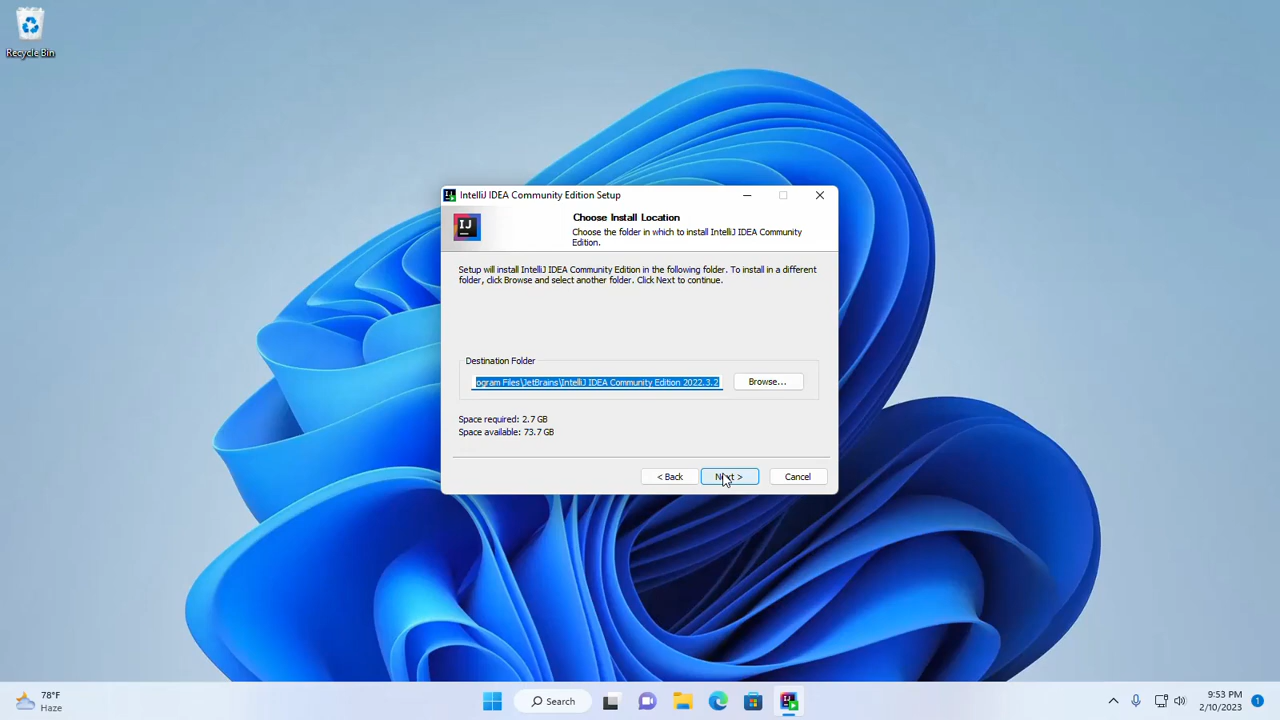 Recycle Bin
IntelliJ IDEA Community Edition Setup
IJ
Choose Install Location
Choose the folder in which to install IntelliJ IDEA Community
Edition.
Setup will install IntelliJ IDEA Community Edition in the following folder. To install in a different
folder, click Browse and select another folder. Click Next to continue.
Destination Folder
ogram Files\JetBrains\IntelliJ IDEA Community Edition 2022.3.2
Browse...
Space required: 2.7 GB
Space available: 73.7 GB
< Back
Next >
Cancel
78°F
Haze
Search
9:53 PM
2/10/2023
1